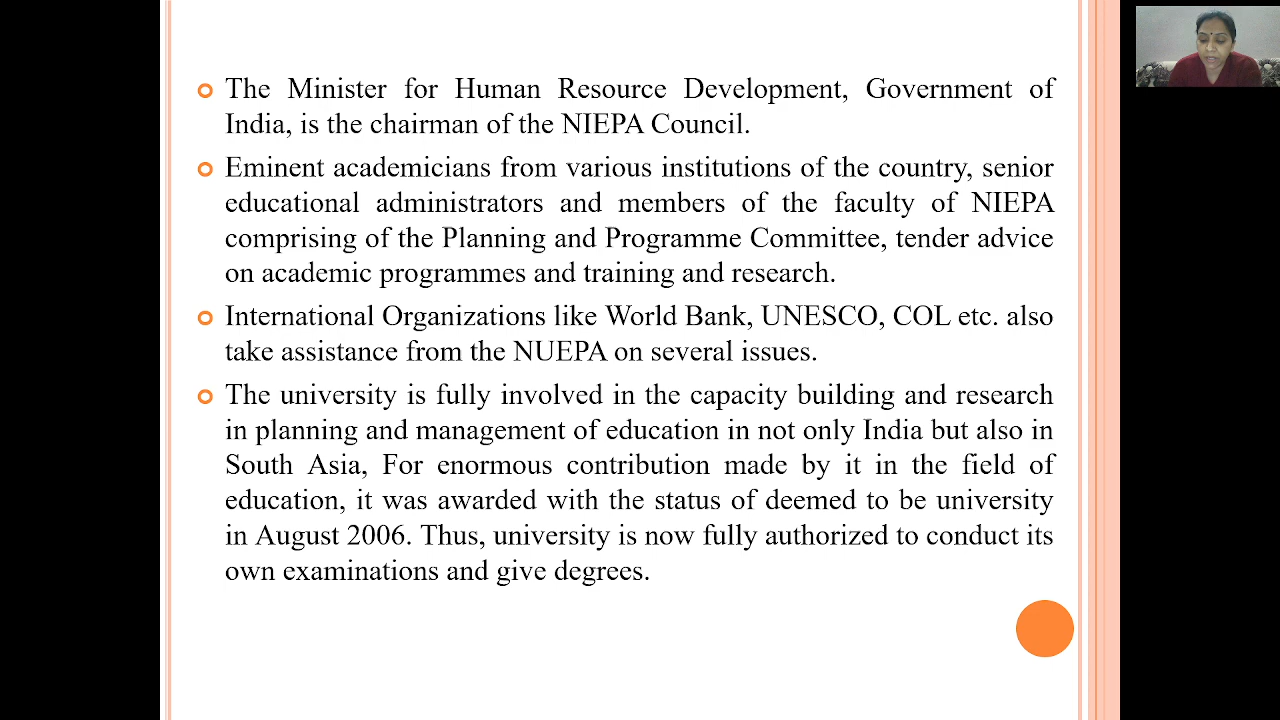 The Minister for Human Resource Development, Government of
India, is the chairman of the NIEPA Council.
Eminent academicians from various institutions of the country, senior
educational administrators and members of the faculty of NIEPA
comprising of the Planning and Programme Committee, tender advice
on academic programmes and training and research.
International Organizations like World Bank, UNESCO, COL etc. also
take assistance from the NUEPA on several issues.
The university is fully involved in the capacity building and research
in planning and management of education in not only India but also in
South Asia, For enormous contribution made by it in the field of
education, it was awarded with the status of deemed to be university
in August 2006. Thus, university is now fully authorized to conduct its
own examinations and give degrees.